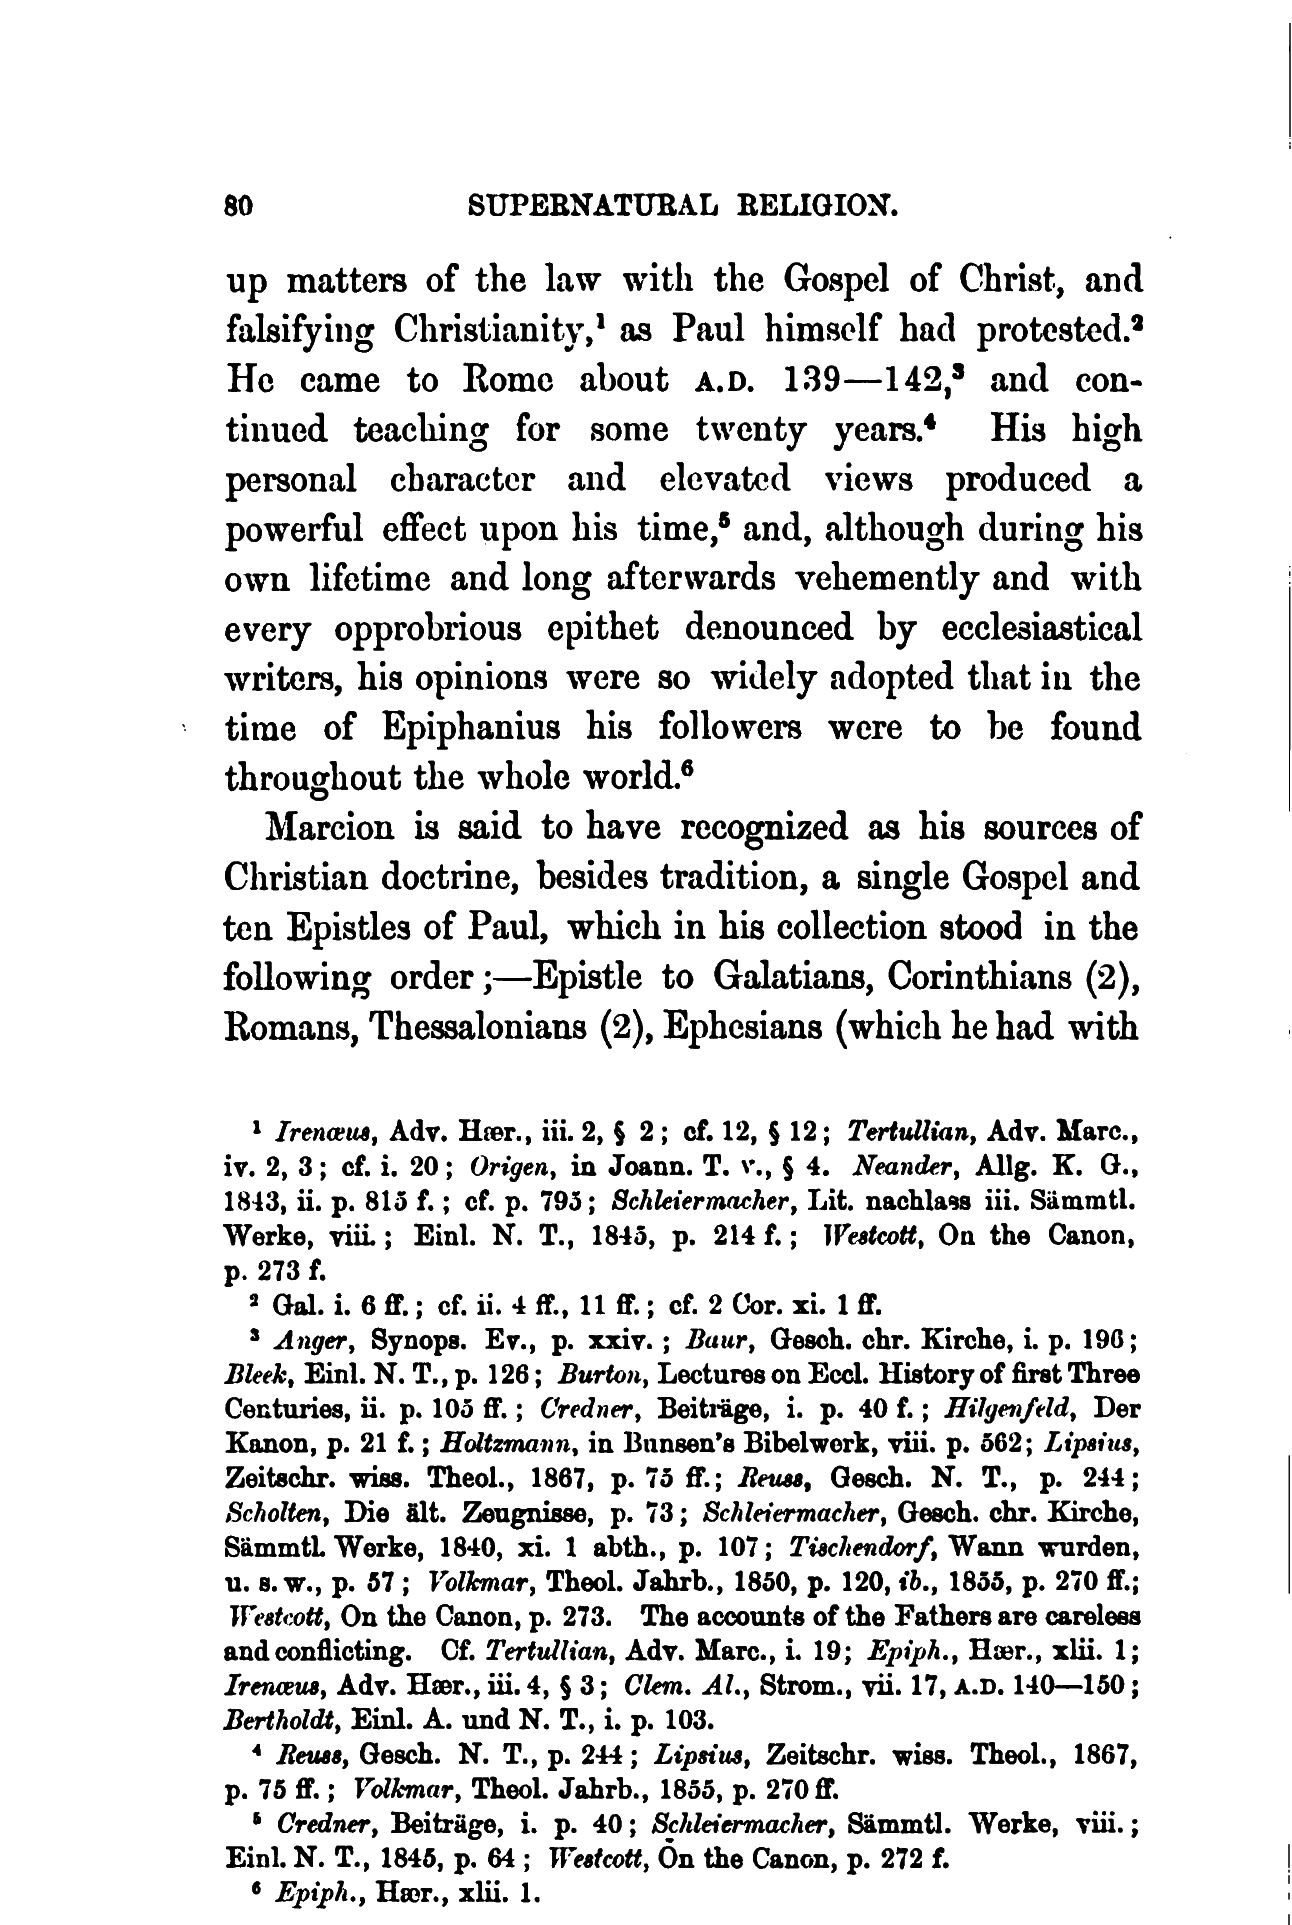 80 SUPERNATURAL RELIGION.
up matters of the law with the Gospel of Christ, and
falsifying Christianity,¹ as Paul himself had protested.²
He came to Rome about A.D. 139—142,³ and con-
tinued teaching for some twenty years.⁴ His high
personal character and elevated views produced a
powerful effect upon his time,⁵ and, although during his
own lifetime and long afterwards vehemently and with
every opprobrious epithet denounced by ecclesiastical
writers, his opinions were so widely adopted that in the
time of Epiphanius his followers were to be found
throughout the whole world.⁶
Marcion is said to have recognized as his sources of
Christian doctrine, besides tradition, a single Gospel and
ten Epistles of Paul, which in his collection stood in the
following order ;—Epistle to Galatians, Corinthians (2),
Romans, Thessalonians (2), Ephesians (which he had with
¹ Irenæus, Adv. Hær., iii. 2, § 2 ; cf. 12, § 12 ; Tertullian, Adv. Marc.,
iv. 2, 3 ; cf. i. 20 ; Origen, in Joann. T. v., § 4. Neander, Allg. K. G.,
1843, ii. p. 815 f. ; cf. p. 795 ; Schleiermacher, Lit. nachlass iii. Sämmtl.
Werke, viii. ; Einl. N. T., 1845, p. 214 f. ; Westcott, On the Canon,
p. 273 f.
² Gal. i. 6 ff. ; cf. ii. 4 ff., 11 ff. ; cf. 2 Cor. xi. 1 ff.
³ Anger, Synops. Ev., p. xxiv. ; Baur, Gesch. chr. Kirche, i. p. 196 ;
Bleek, Einl. N. T., p. 126 ; Burton, Lectures on Eccl. History of first Three
Centuries, ii. p. 105 ff. ; Credner, Beiträge, i. p. 40 f. ; Hilgenfeld, Der
Kanon, p. 21 f. ; Holtzmann, in Bunsen's Bibelwerk, viii. p. 562 ; Lipsius,
Zeitschr. wiss. Theol., 1867, p. 75 ff. ; Reuss, Gesch. N. T., p. 244 ;
Scholten, Die ält. Zeugnisse, p. 73 ; Schleiermacher, Gesch. chr. Kirche,
Sämmtl. Werke, 1840, xi. 1 abth., p. 107 ; Tischendorf, Wann wurden,
u. s. w., p. 57 ; Volkmar, Theol. Jahrb., 1850, p. 120, ib., 1855, p. 270 ff.;
Westcott, On the Canon, p. 273. The accounts of the Fathers are careless
and conflicting. Cf. Tertullian, Adv. Marc., i. 19 ; Epiph., Hær., xlii. 1 ;
Irenæus, Adv. Hær., iii. 4, § 3 ; Clem. Al., Strom., vii. 17, A.D. 140—150 ;
Bertholdt, Einl. A. und N. T., i. p. 103.
⁴ Reuss, Gesch. N. T., p. 244 ; Lipsius, Zeitschr. wiss. Theol., 1867,
p. 75 ff. ; Volkmar, Theol. Jahrb., 1855, p. 270 ff.
⁵ Credner, Beiträge, i. p. 40 ; Schleiermacher, Sämmtl. Werke, viii. ;
Einl. N. T., 1845, p. 64 ; Westcott, On the Canon, p. 272 f.
⁶ Epiph., Hær., xlii. 1.